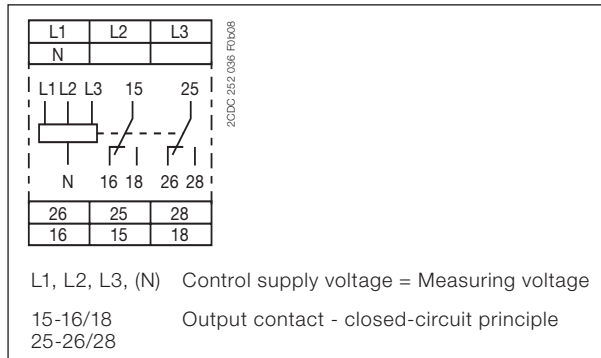 L1 L2 L3
N
L1 L2 L3 15 25
N 16 18 26 28
26 25 28
16 15 18
2CDC 252 036 F0b08
L1, L2, L3, (N) Control supply voltage = Measuring voltage
15-16/18 Output contact - closed-circuit principle
25-26/28